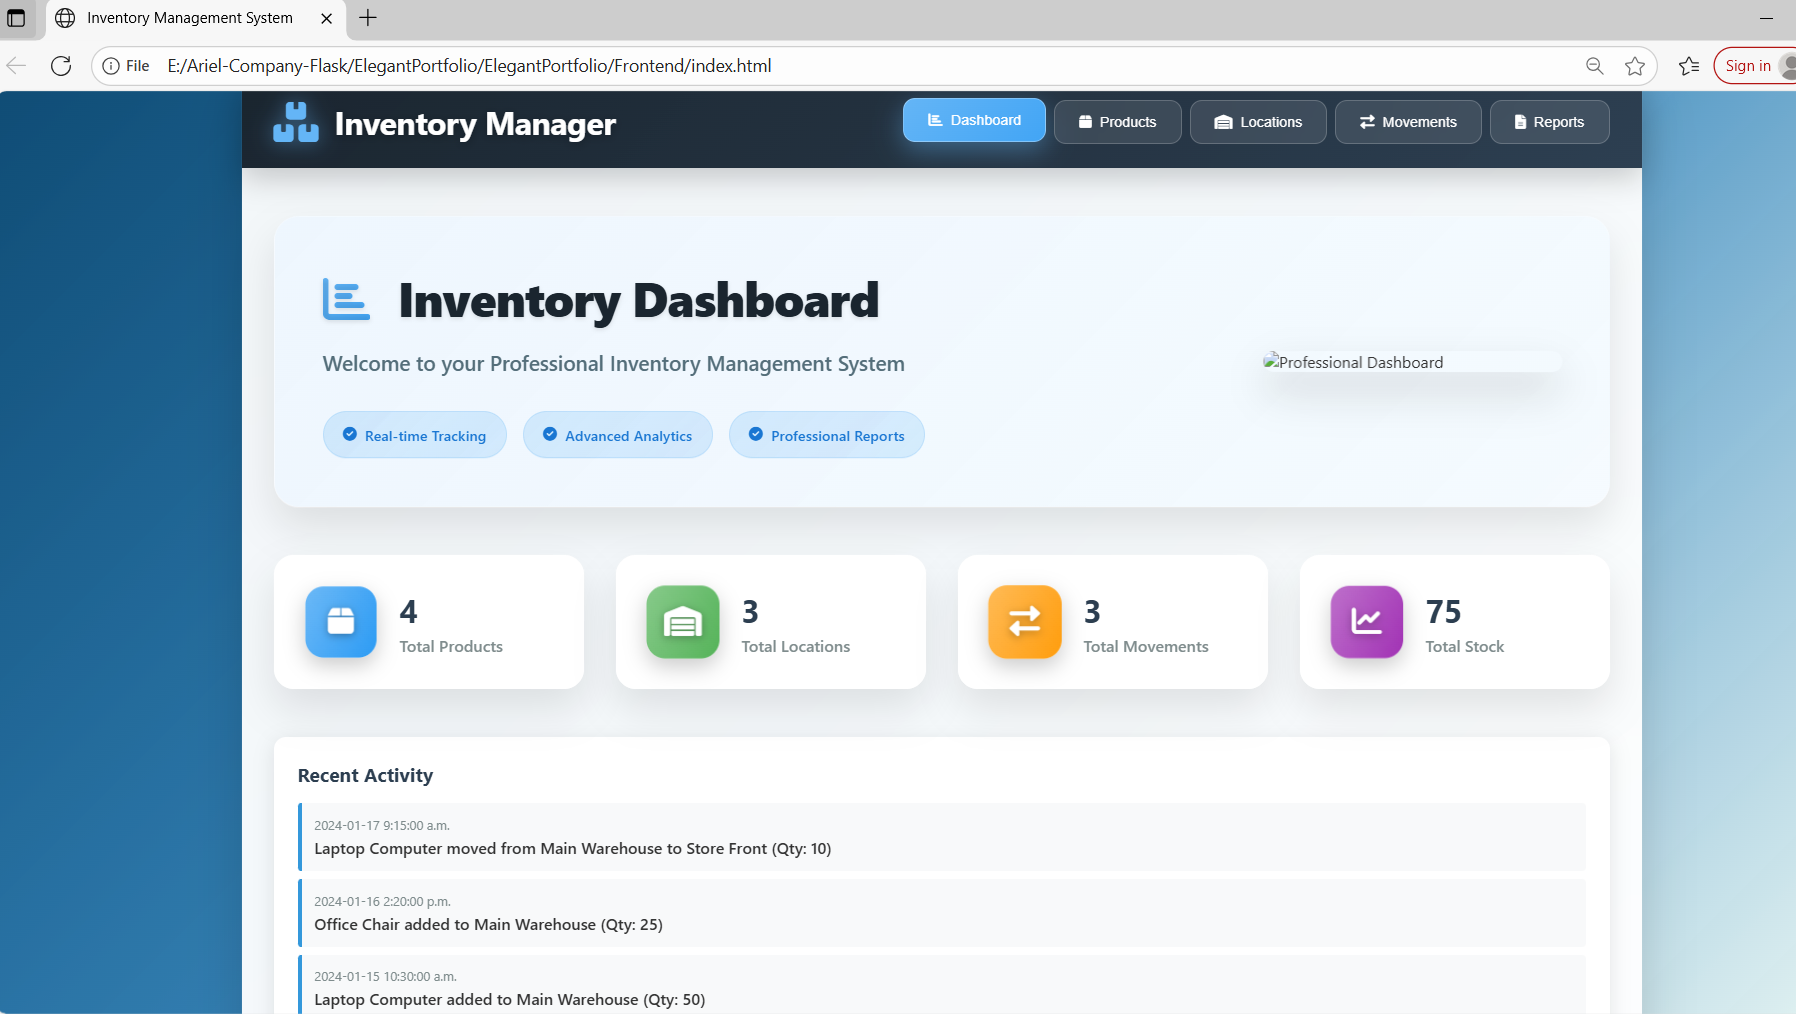 Inventory Management System
File E:/Ariel-Company-Flask/ElegantPortfolio/ElegantPortfolio/Frontend/index.html
Sign in
Inventory Manager
Dashboard
Products
Locations
Movements
Reports
Inventory Dashboard
Welcome to your Professional Inventory Management System
Professional Dashboard
Real-time Tracking
Advanced Analytics
Professional Reports
4
Total Products
3
Total Locations
3
Total Movements
75
Total Stock
Recent Activity
2024-01-17 9:15:00 a.m.
Laptop Computer moved from Main Warehouse to Store Front (Qty: 10)
2024-01-16 2:20:00 p.m.
Office Chair added to Main Warehouse (Qty: 25)
2024-01-15 10:30:00 a.m.
Laptop Computer added to Main Warehouse (Qty: 50)